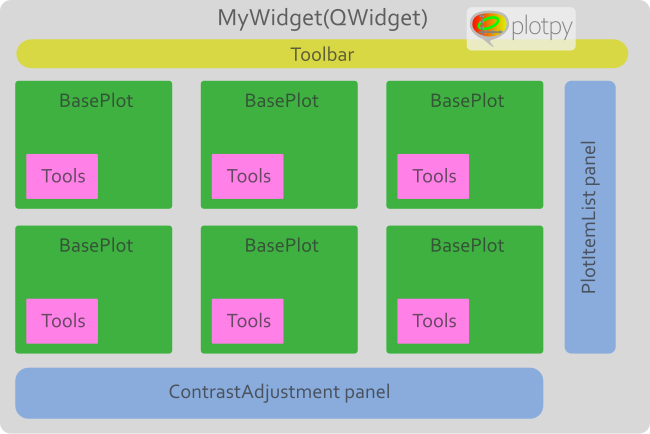 MyWidget(QWidget)
plotpy
Toolbar
BasePlot
BasePlot
BasePlot
Tools
Tools
Tools
PlotItemList panel
BasePlot
BasePlot
BasePlot
Tools
Tools
Tools
ContrastAdjustment panel